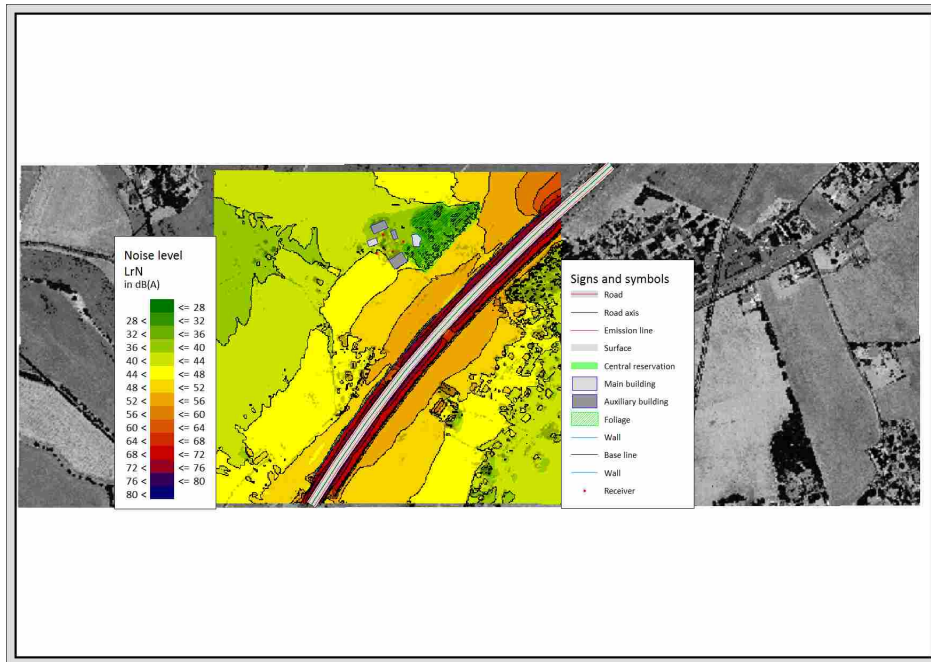 Noise level
LrN
in dB(A)
<= 28
28 < <= 32
32 < <= 36
36 < <= 40
40 < <= 44
44 < <= 48
48 < <= 52
52 < <= 56
56 < <= 60
60 < <= 64
64 < <= 68
68 < <= 72
72 < <= 76
76 < <= 80
80 <
Signs and symbols
Road
Road axis
Emission line
Surface
Central reservation
Main building
Auxiliary building
Foliage
Wall
Base line
Wall
Receiver